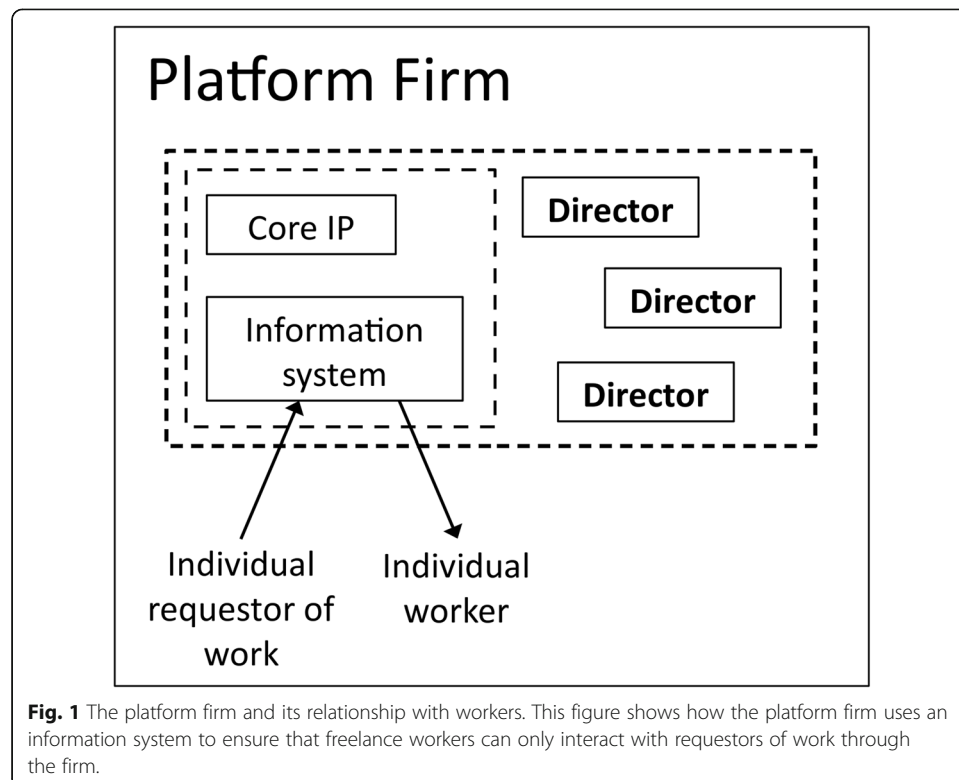 Platform Firm
Core IP
Information
system
Director
Director
Director
Individual
requestor of
work
Individual
worker
Fig. 1 The platform firm and its relationship with workers. This figure shows how the platform firm uses an
information system to ensure that freelance workers can only interact with requestors of work through
the firm.